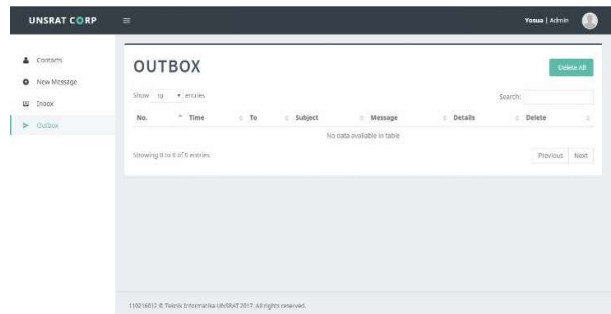 UNSRAT CORP
Yosua | Admin
Contacts
New Message
Inbox
Outbox
OUTBOX
Delete All
Show 10 entries
Search:
No. Time To Subject Message Details Delete
No data available in table
Showing 0 to 0 of 0 entries
Previous Next
© Teknik Informatika UNSRAT 2017. All rights reserved.